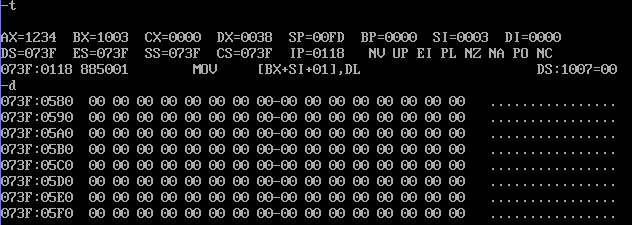 -t
AX=1234  BX=1003  CX=0000  DX=0038  SP=00FD  BP=0000  SI=0003  DI=0000
DS=073F  ES=073F  SS=073F  CS=073F  IP=0118   NV UP EI PL NZ NA PO NC
073F:0118 885001        MOV     [BX+SI+01],DL                      DS:1007=00
-d
073F:0580  00 00 00 00 00 00 00 00-00 00 00 00 00 00 00 00   ................
073F:0590  00 00 00 00 00 00 00 00-00 00 00 00 00 00 00 00   ................
073F:05A0  00 00 00 00 00 00 00 00-00 00 00 00 00 00 00 00   ................
073F:05B0  00 00 00 00 00 00 00 00-00 00 00 00 00 00 00 00   ................
073F:05C0  00 00 00 00 00 00 00 00-00 00 00 00 00 00 00 00   ................
073F:05D0  00 00 00 00 00 00 00 00-00 00 00 00 00 00 00 00   ................
073F:05E0  00 00 00 00 00 00 00 00-00 00 00 00 00 00 00 00   ................
073F:05F0  00 00 00 00 00 00 00 00-00 00 00 00 00 00 00 00   ................